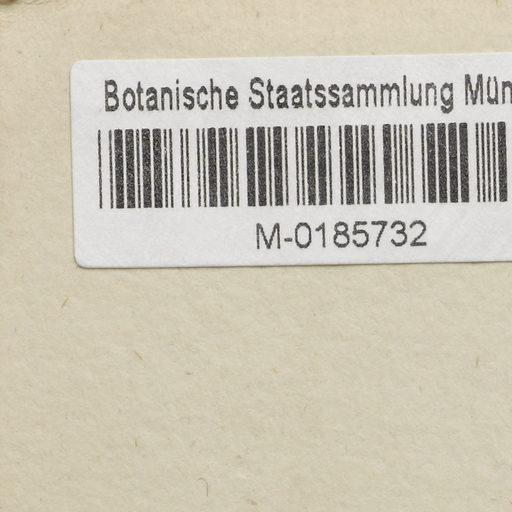 Botanische Staatssammlung Mün
M-0185732